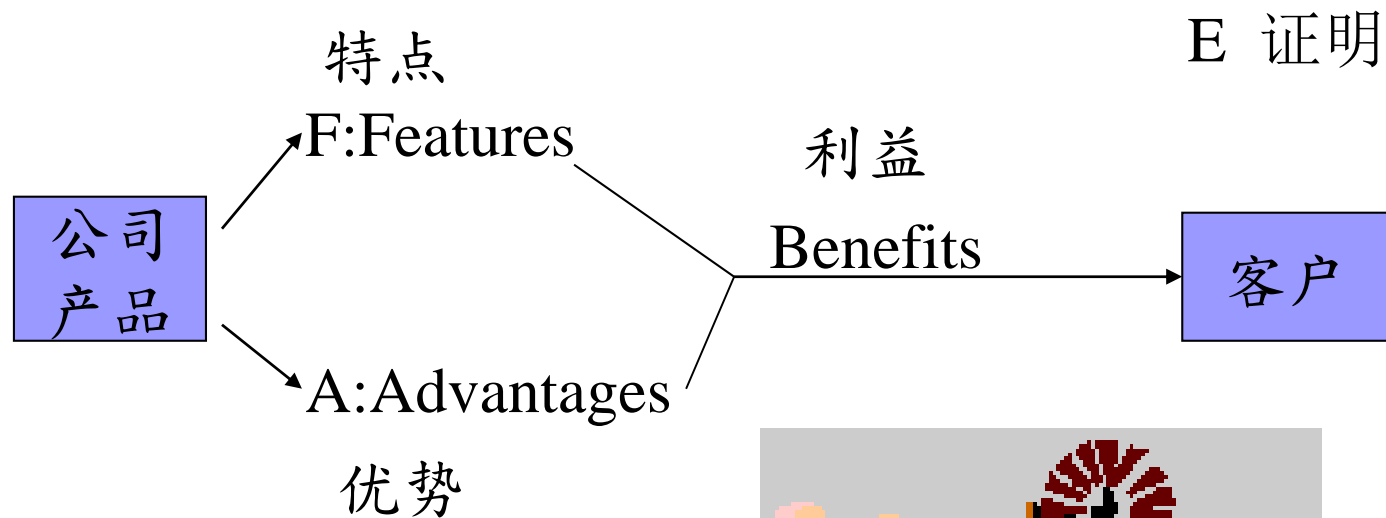 E 证明
特点
F:Features
利益
Benefits
公司
产品
客户
A:Advantages
优势